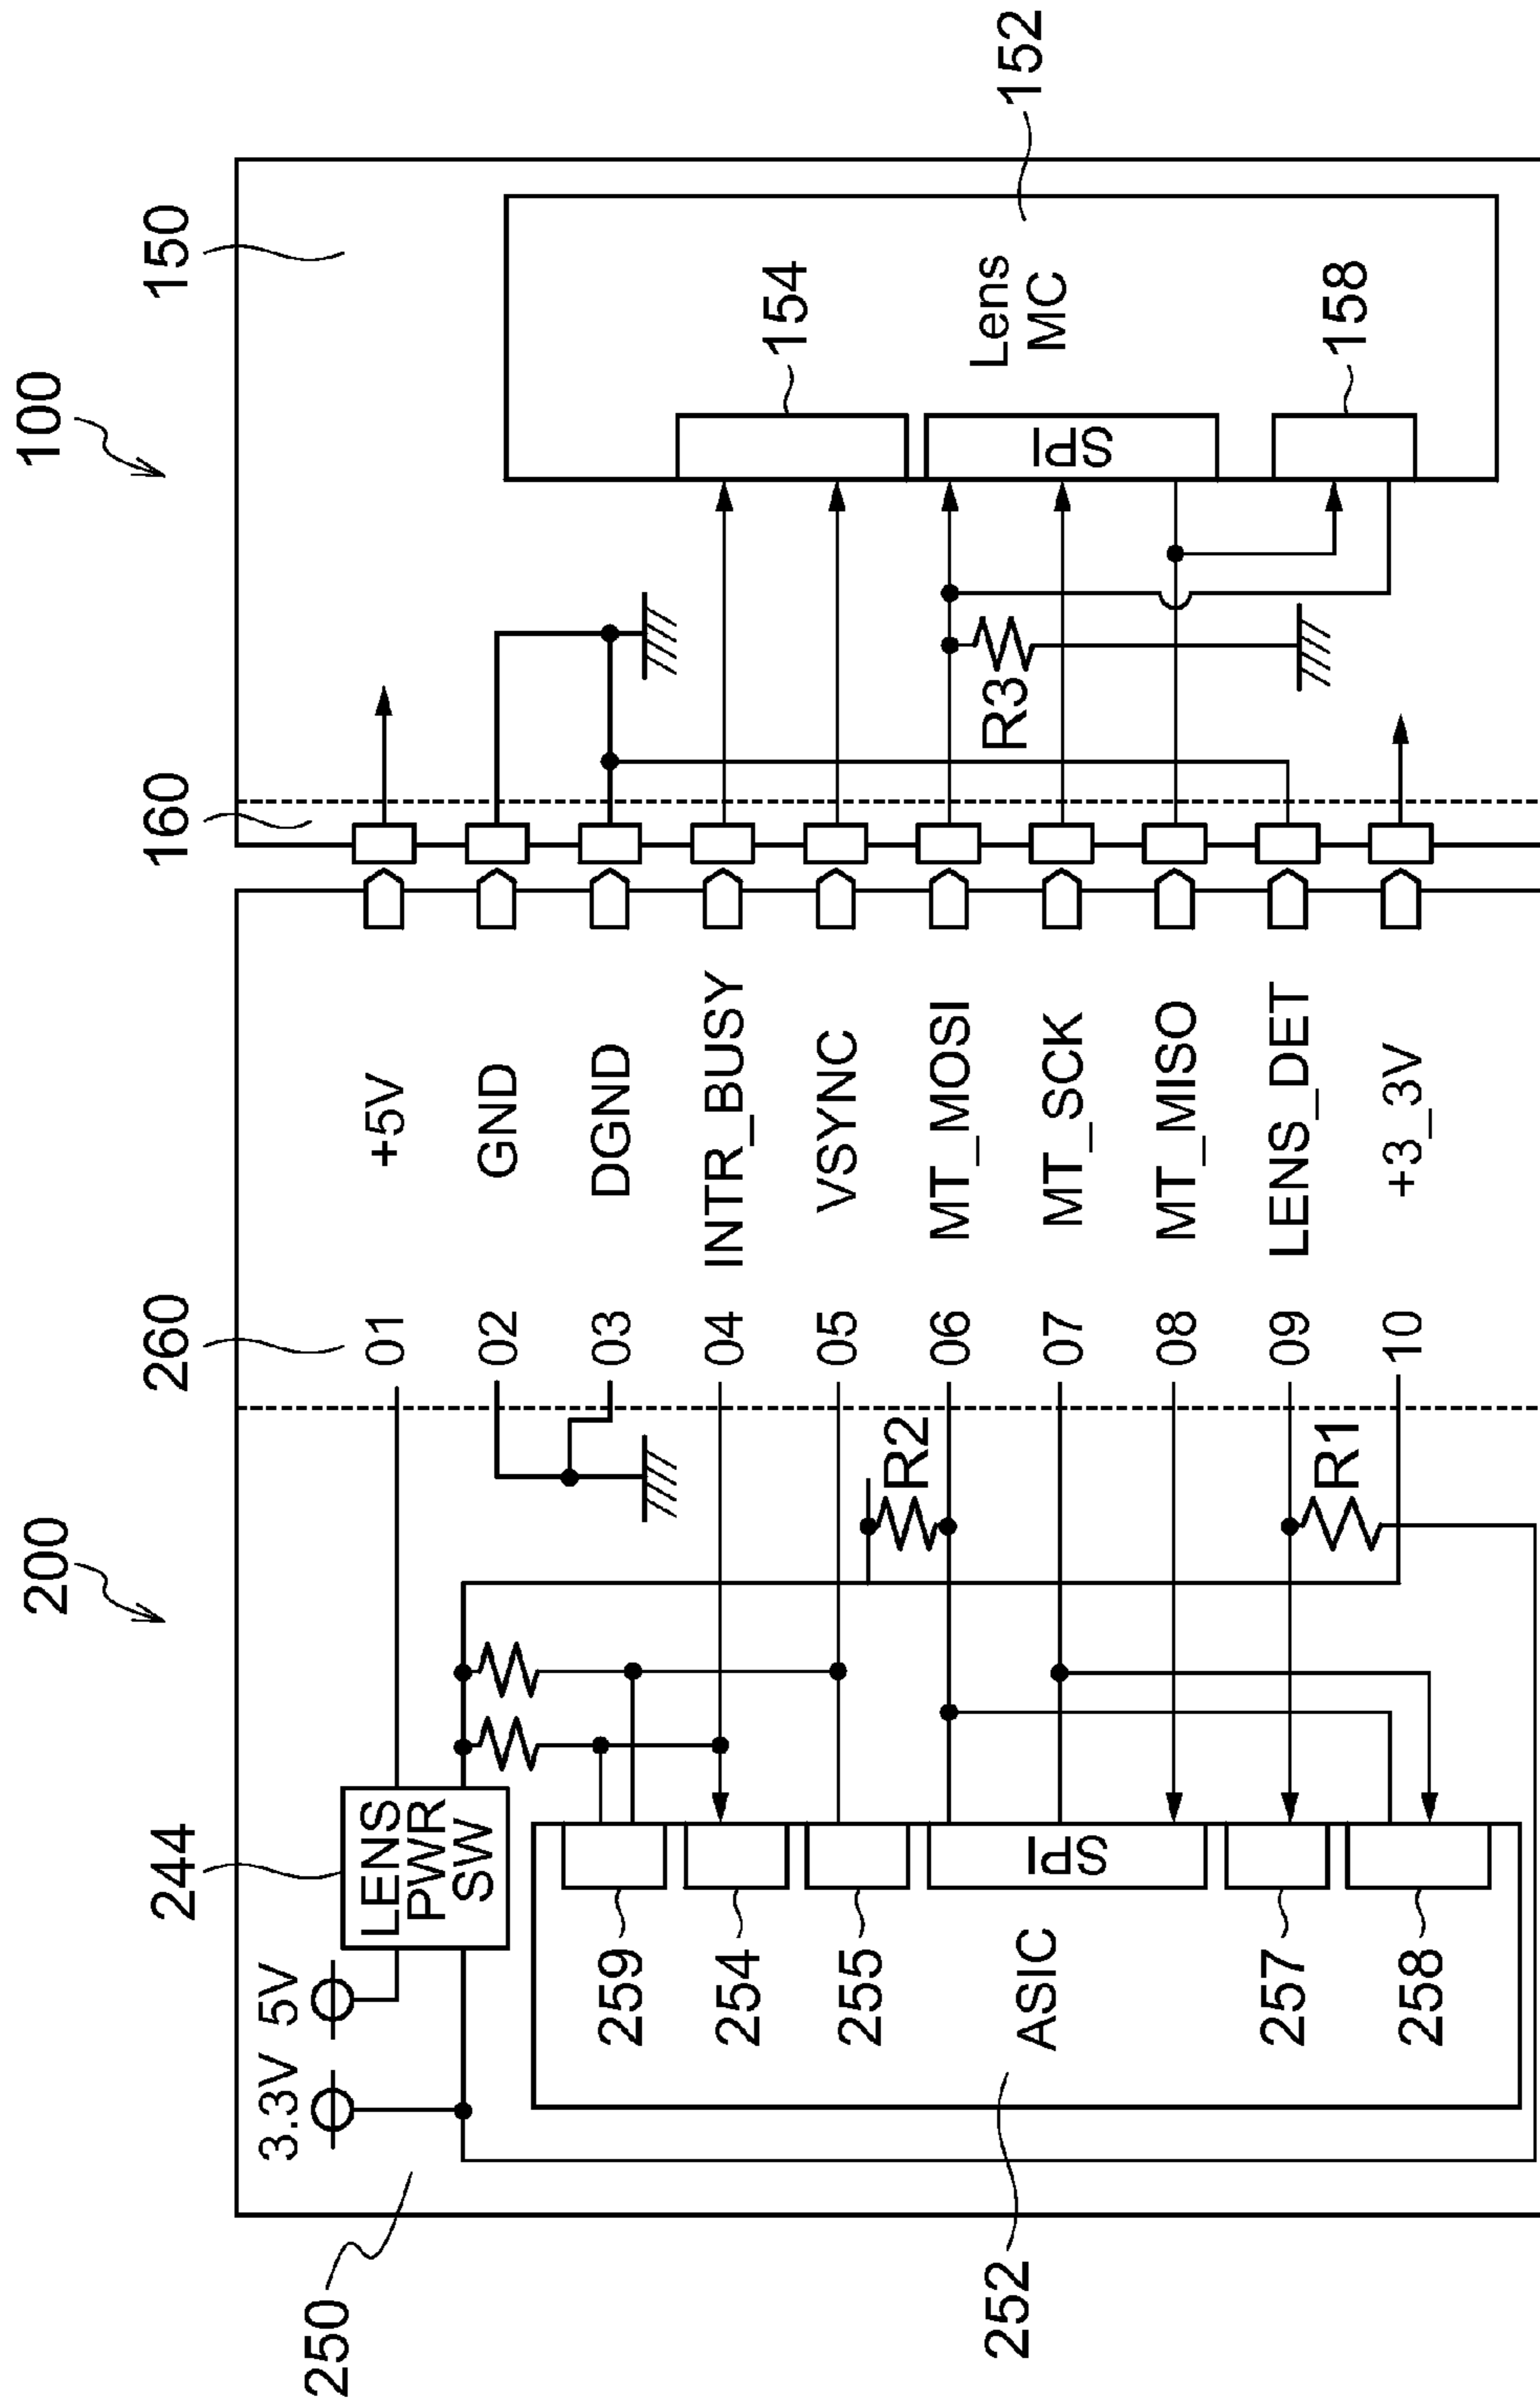 200
100
250
244
260
160
150
3.3V 5V
LENS
PWR
SW
01 +5V
02 GND
03 DGND
04 INTR_BUSY
05 VSYNC
06 MT_MOSI
07 MT_SCK
08 MT_MISO
09 LENS_DET
10 +3_3V
259
254
255
SPI
ASIC
257
258
252
R2
R1
R3
154
SPI
Lens
MC
158
152